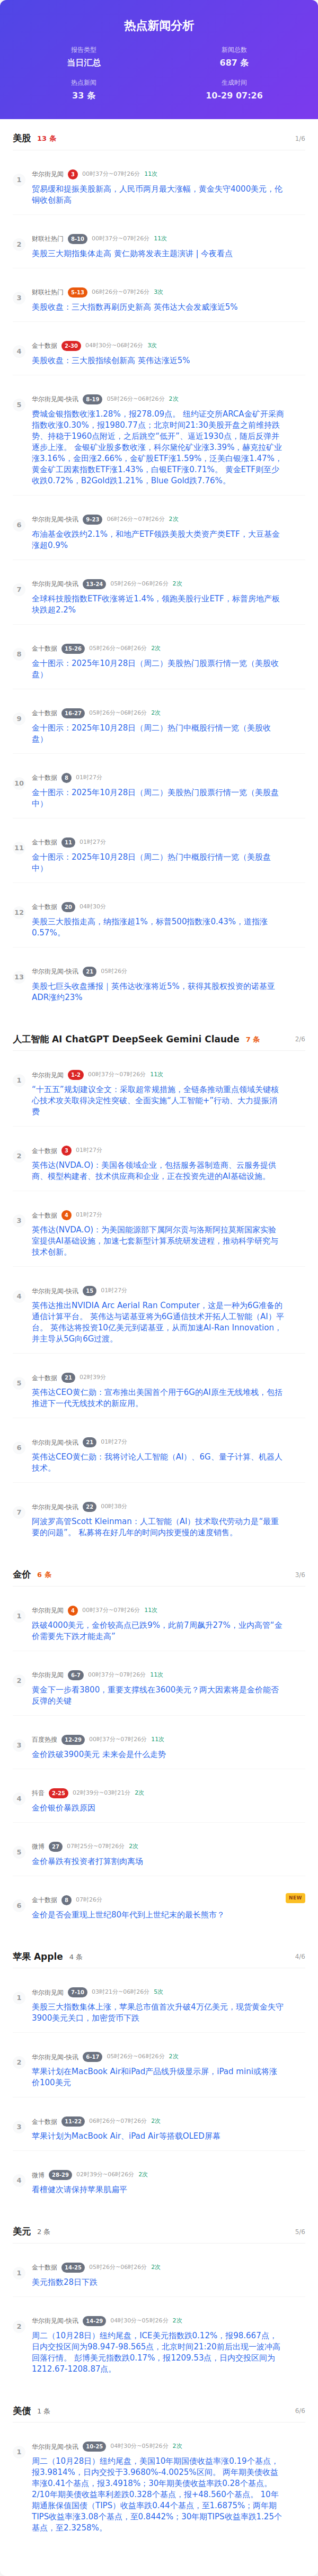 热点新闻分析
报告类型
当日汇总
新闻总数
687 条
热点新闻
33 条
生成时间
10-29 07:26
美股 13 条 1/6
1
华尔街见闻 3 00时37分~07时26分 11次
贸易缓和提振美股新高，人民币两月最大涨幅，黄金失守4000美元，伦
铜收创新高
2
财联社热门 8-10 00时37分~07时26分 11次
美股三大期指集体走高 黄仁勋将发表主题演讲 | 今夜看点
3
财联社热门 5-13 06时26分~07时26分 3次
美股收盘：三大指数再刷历史新高 英伟达大会发威涨近5%
4
金十数据 2-30 04时30分~06时26分 3次
美股收盘：三大股指续创新高 英伟达涨近5%
5
华尔街见闻-快讯 8-19 05时26分~06时26分 2次
费城金银指数收涨1.28%，报278.09点。 纽约证交所ARCA金矿开采商
指数收涨0.30%，报1980.77点；北京时间21:30美股开盘之前维持跌
势、持稳于1960点附近，之后跳空“低开”、逼近1930点，随后反弹并
逐步上涨。 金银矿业股多数收涨，科尔黛伦矿业涨3.39%，赫克拉矿业
涨3.16%，金田涨2.66%，金矿股ETF涨1.59%，泛美白银涨1.47%，
黄金矿工因素指数ETF涨1.43%，白银ETF涨0.71%。 黄金ETF则至少
收跌0.72%，B2Gold跌1.21%，Blue Gold跌7.76%。
6
华尔街见闻-快讯 9-23 06时26分~07时26分 2次
布油基金收跌约2.1%，和地产ETF领跌美股大类资产类ETF，大豆基金
涨超0.9%
7
华尔街见闻-快讯 13-24 05时26分~06时26分 2次
全球科技股指数ETF收涨将近1.4%，领跑美股行业ETF，标普房地产板
块跌超2.2%
8
金十数据 15-26 05时26分~06时26分 2次
金十图示：2025年10月28日（周二）美股热门股票行情一览（美股收
盘）
9
金十数据 16-27 05时26分~06时26分 2次
金十图示：2025年10月28日（周二）热门中概股行情一览（美股收
盘）
10
金十数据 8 01时27分
金十图示：2025年10月28日（周二）美股热门股票行情一览（美股盘
中）
11
金十数据 11 01时27分
金十图示：2025年10月28日（周二）热门中概股行情一览（美股盘
中）
12
金十数据 20 04时30分
美股三大股指走高，纳指涨超1%，标普500指数涨0.43%，道指涨
0.57%。
13
华尔街见闻-快讯 21 05时26分
美股七巨头收盘播报｜英伟达收涨将近5%，获得其股权投资的诺基亚
ADR涨约23%
人工智能 AI ChatGPT DeepSeek Gemini Claude 7 条 2/6
1
华尔街见闻 1-2 00时37分~07时26分 11次
“十五五”规划建议全文：采取超常规措施，全链条推动重点领域关键核
心技术攻关取得决定性突破、全面实施“人工智能+”行动、大力提振消
费
2
金十数据 3 01时27分
英伟达(NVDA.O)：美国各领域企业，包括服务器制造商、云服务提供
商、模型构建者、技术供应商和企业，正在投资先进的AI基础设施。
3
金十数据 4 01时27分
英伟达(NVDA.O)：为美国能源部下属阿尔贡与洛斯阿拉莫斯国家实验
室提供AI基础设施，加速七套新型计算系统研发进程，推动科学研究与
技术创新。
4
华尔街见闻-快讯 15 01时27分
英伟达推出NVIDIA Arc Aerial Ran Computer，这是一种为6G准备的
通信计算平台。 英伟达与诺基亚将为6G通信技术开拓人工智能（AI）平
台。 英伟达将投资10亿美元到诺基亚，从而加速AI-Ran Innovation，
并主导从5G向6G过渡。
5
金十数据 21 02时39分
英伟达CEO黄仁勋：宣布推出美国首个用于6G的AI原生无线堆栈，包括
推进下一代无线技术的新应用。
6
华尔街见闻-快讯 21 01时27分
英伟达CEO黄仁勋：我将讨论人工智能（AI）、6G、量子计算、机器人
技术。
7
华尔街见闻-快讯 22 00时38分
阿波罗高管Scott Kleinman：人工智能（AI）技术取代劳动力是“最重
要的问题”。 私募将在好几年的时间内按更慢的速度销售。
金价 6 条 3/6
1
华尔街见闻 4 00时37分~07时26分 11次
跌破4000美元，金价较高点已跌9%，此前7周飙升27%，业内高管“金
价需要先下跌才能走高”
2
华尔街见闻 6-7 00时37分~07时26分 11次
黄金下一步看3800，重要支撑线在3600美元？两大因素将是金价能否
反弹的关键
3
百度热搜 12-29 00时37分~07时26分 11次
金价跌破3900美元 未来会是什么走势
4
抖音 2-25 02时39分~03时21分 2次
金价银价暴跌原因
5
微博 27 07时25分~07时26分 2次
金价暴跌有投资者打算割肉离场
6
金十数据 8 07时26分
NEW
金价是否会重现上世纪80年代到上世纪末的最长熊市？
苹果 Apple 4 条 4/6
1
华尔街见闻 7-10 03时21分~06时26分 5次
美股三大指数集体上涨，苹果总市值首次升破4万亿美元，现货黄金失守
3900美元关口，加密货币下跌
2
华尔街见闻-快讯 6-17 05时26分~06时26分 2次
苹果计划在MacBook Air和iPad产品线升级显示屏，iPad mini或将涨
价100美元
3
金十数据 11-22 06时26分~07时26分 2次
苹果计划为MacBook Air、iPad Air等搭载OLED屏幕
4
微博 28-29 02时39分~06时26分 2次
看檀健次请保持苹果肌扁平
美元 2 条 5/6
1
金十数据 14-25 05时26分~06时26分 2次
美元指数28日下跌
2
华尔街见闻-快讯 14-29 04时30分~05时26分 2次
周二（10月28日）纽约尾盘，ICE美元指数跌0.12%，报98.667点，
日内交投区间为98.947-98.565点，北京时间21:20前后出现一波冲高
回落行情。 彭博美元指数跌0.17%，报1209.53点，日内交投区间为
1212.67-1208.87点。
美债 1 条 6/6
1
华尔街见闻-快讯 10-25 04时30分~05时26分 2次
周二（10月28日）纽约尾盘，美国10年期国债收益率涨0.19个基点，
报3.9814%，日内交投于3.9680%-4.0025%区间。 两年期美债收益
率涨0.41个基点，报3.4918%；30年期美债收益率跌0.28个基点。
2/10年期美债收益率利差跌0.328个基点，报+48.560个基点。 10年
期通胀保值国债（TIPS）收益率跌0.44个基点，至1.6875%；两年期
TIPS收益率涨3.08个基点，至0.8442%；30年期TIPS收益率跌1.25个
基点，至2.3258%。